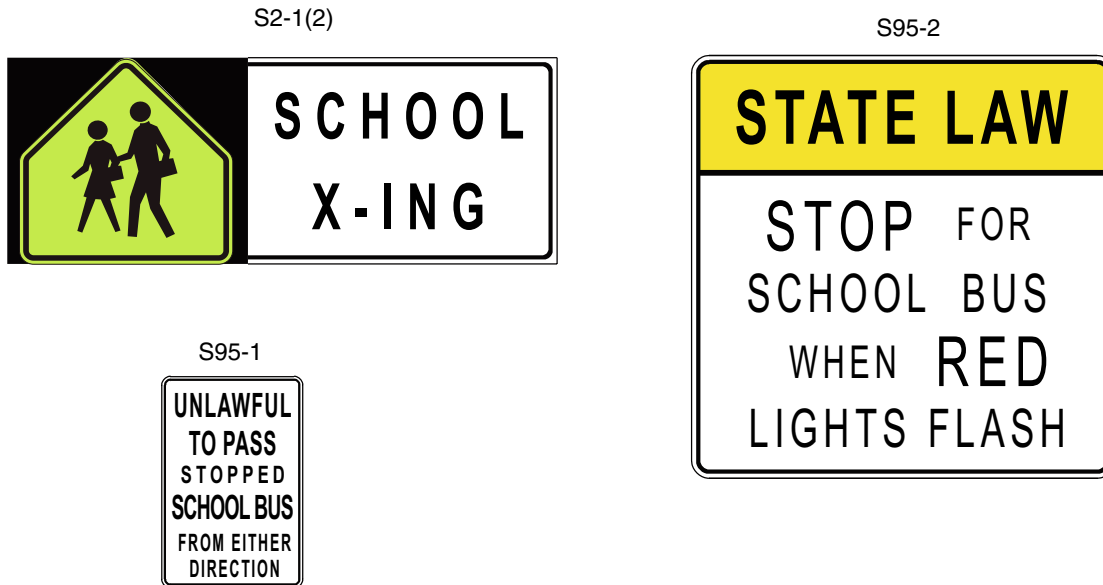 S2-1(2)
SCHOOL
X-ING
S95-1
UNLAWFUL
TO PASS
STOPPED
SCHOOL BUS
FROM EITHER
DIRECTION
S95-2
STATE LAW
STOP FOR
SCHOOL BUS
WHEN RED
LIGHTS FLASH